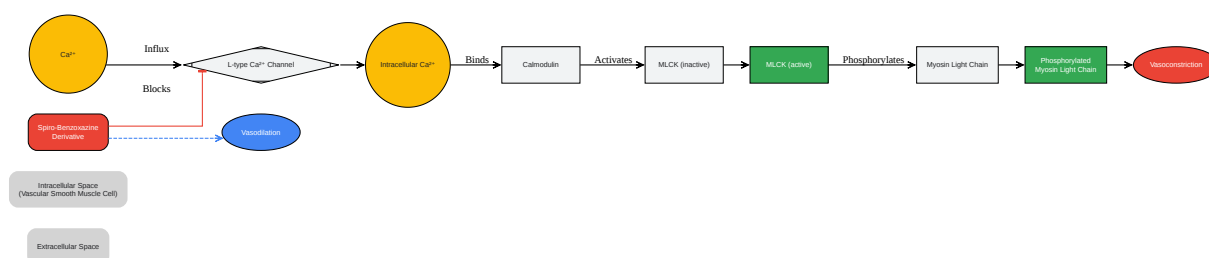 Ca²⁺
Influx
L-type Ca²⁺ Channel
Intracellular Ca²⁺
Binds
Calmodulin
Activates
MLCK (inactive)
MLCK (active)
Phosphorylates
Myosin Light Chain
Phosphorylated
Myosin Light Chain
Vasoconstriction
Blocks
Spiro-Benzoxazine
Derivative
Vasodilation
Intracellular Space
(Vascular Smooth Muscle Cell)
Extracellular Space